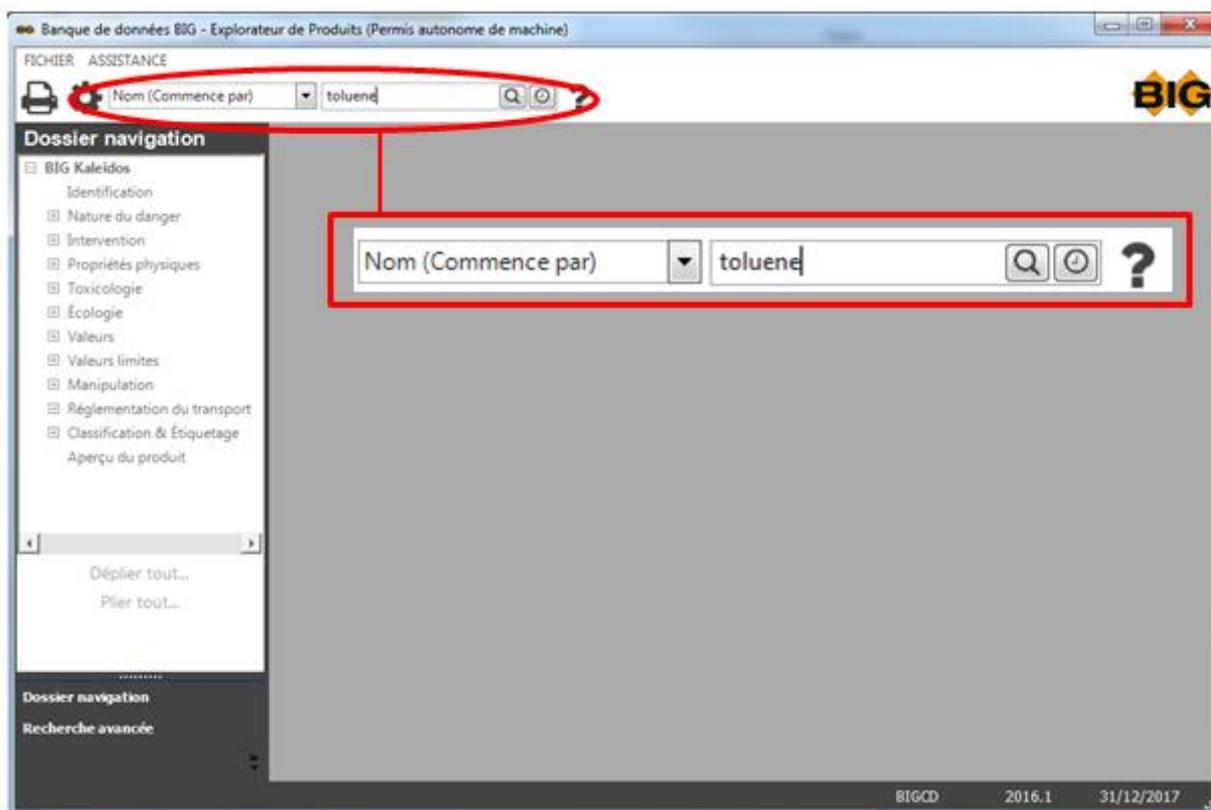 Banque de données BIG - Explorateur de Produits (Permis autonome de machine)
FICHIER ASSISTANCE
Nom (Commence par) toluene ?
BIG
Dossier navigation
BIG Kaleidos
Identification
Nature du danger
Intervention
Propriétés physiques
Toxicologie
Écologie
Valeurs
Valeurs limites
Manipulation
Réglementation du transport
Classification & Étiquetage
Aperçu du produit
Nom (Commence par) toluene ?
Déplier tout...
Plier tout...
Dossier navigation
Recherche avancée
BIGCD 2016.1 31/12/2017